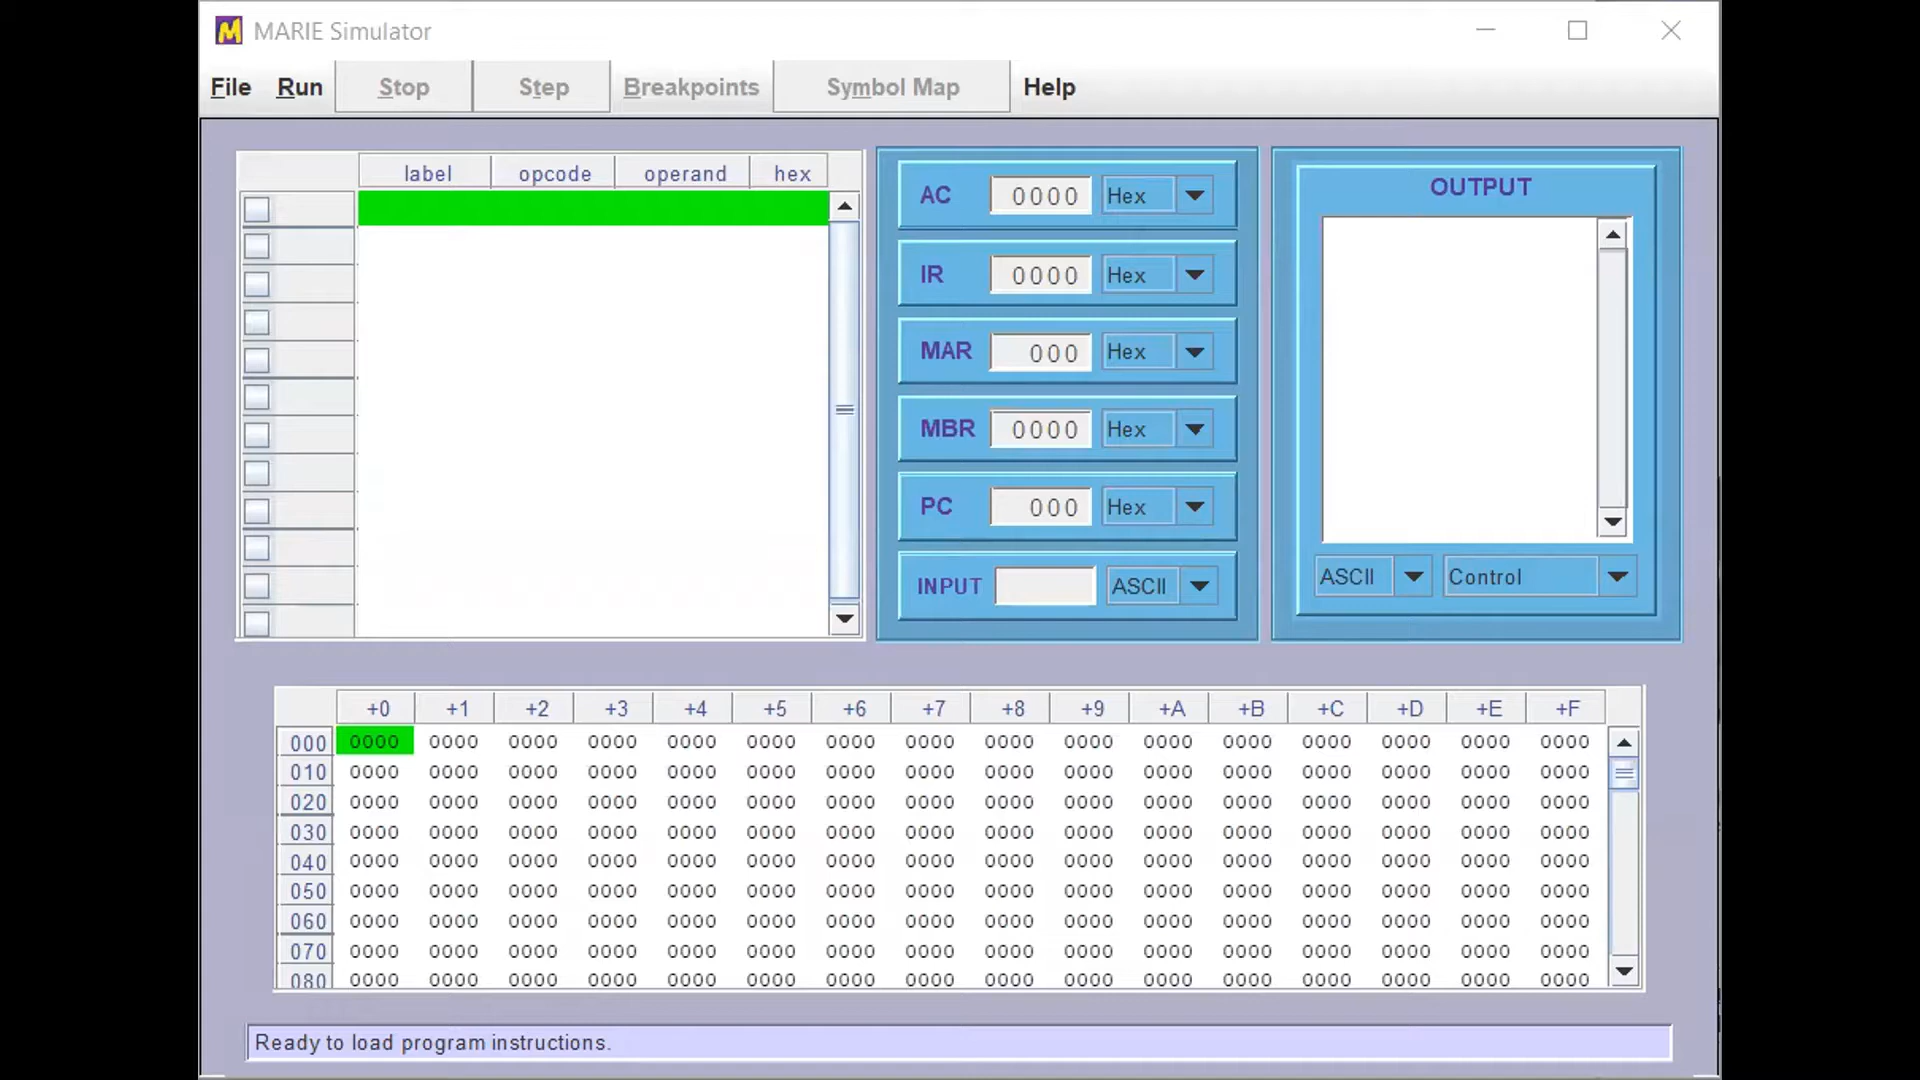 MARIE Simulator
File Run Stop Step Breakpoints Symbol Map Help
label opcode operand hex
AC 0000 Hex
IR 0000 Hex
MAR 000 Hex
MBR 0000 Hex
PC 000 Hex
INPUT ASCII
OUTPUT
ASCII Control
+0 +1 +2 +3 +4 +5 +6 +7 +8 +9 +A +B +C +D +E +F
000 0000 0000 0000 0000 0000 0000 0000 0000 0000 0000 0000 0000 0000 0000 0000 0000
010 0000 0000 0000 0000 0000 0000 0000 0000 0000 0000 0000 0000 0000 0000 0000 0000
020 0000 0000 0000 0000 0000 0000 0000 0000 0000 0000 0000 0000 0000 0000 0000 0000
030 0000 0000 0000 0000 0000 0000 0000 0000 0000 0000 0000 0000 0000 0000 0000 0000
040 0000 0000 0000 0000 0000 0000 0000 0000 0000 0000 0000 0000 0000 0000 0000 0000
050 0000 0000 0000 0000 0000 0000 0000 0000 0000 0000 0000 0000 0000 0000 0000 0000
060 0000 0000 0000 0000 0000 0000 0000 0000 0000 0000 0000 0000 0000 0000 0000 0000
070 0000 0000 0000 0000 0000 0000 0000 0000 0000 0000 0000 0000 0000 0000 0000 0000
080 0000 0000 0000 0000 0000 0000 0000 0000 0000 0000 0000 0000 0000 0000 0000 0000
Ready to load program instructions.